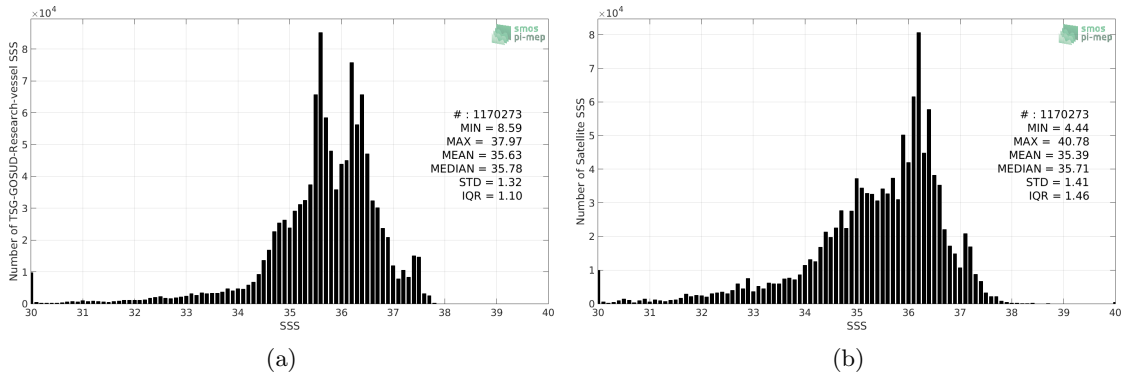 ×10⁴
8
7
6
5
4
3
2
1
0
Number of TSG-GOSUD-Research-vessel SSS
smos
pi-mep
# : 1170273
MIN = 8.59
MAX = 37.97
MEAN = 35.63
MEDIAN = 35.78
STD = 1.32
IQR = 1.10
30 31 32 33 34 35 36 37 38 39 40
SSS
(a)
×10⁴
8
7
6
5
4
3
2
1
0
Number of Satellite SSS
smos
pi-mep
# : 1170273
MIN = 4.44
MAX = 40.78
MEAN = 35.39
MEDIAN = 35.71
STD = 1.41
IQR = 1.46
30 31 32 33 34 35 36 37 38 39 40
SSS
(b)